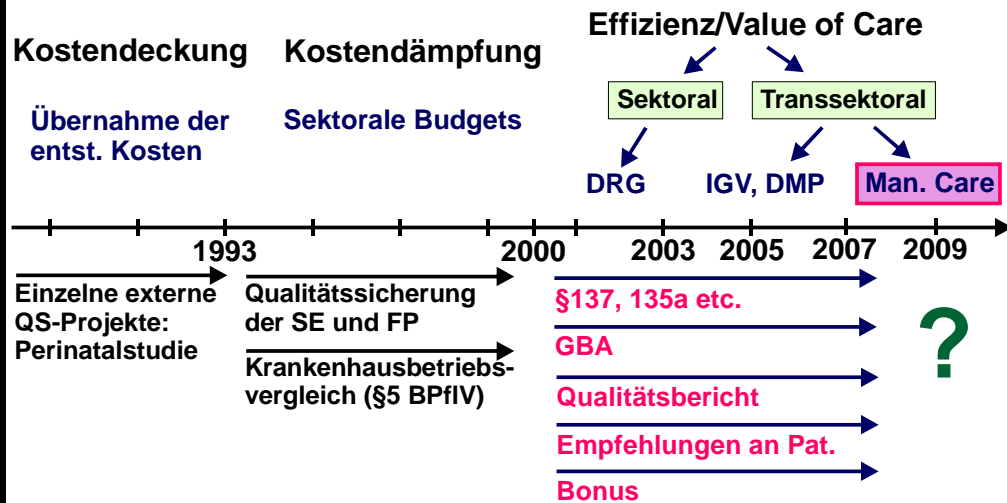 Effizienz/Value of Care
Kostendeckung
Kostendämpfung
Übernahme der
entst. Kosten
Sektorale Budgets
Sektoral
Transsektoral
DRG
IGV, DMP
Man. Care
1993
2000
2003
2005
2007
2009
Einzelne externe
QS-Projekte:
Perinatalstudie
Qualitätssicherung
der SE und FP
Krankenhausbetriebs-
vergleich (§5 BPflV)
§137, 135a etc.
GBA
Qualitätsbericht
Empfehlungen an Pat.
Bonus
?